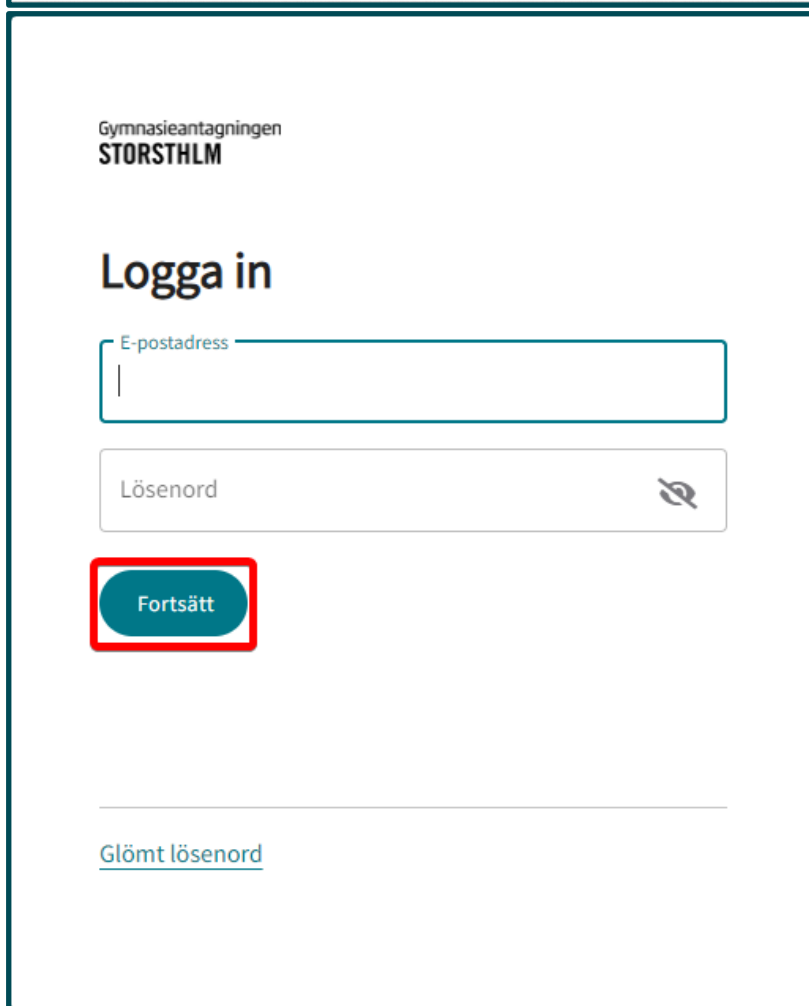 Gymnasieantagningen
STORSTHLM
Logga in
E-postadress
Lösenord
Fortsätt
Glömt lösenord